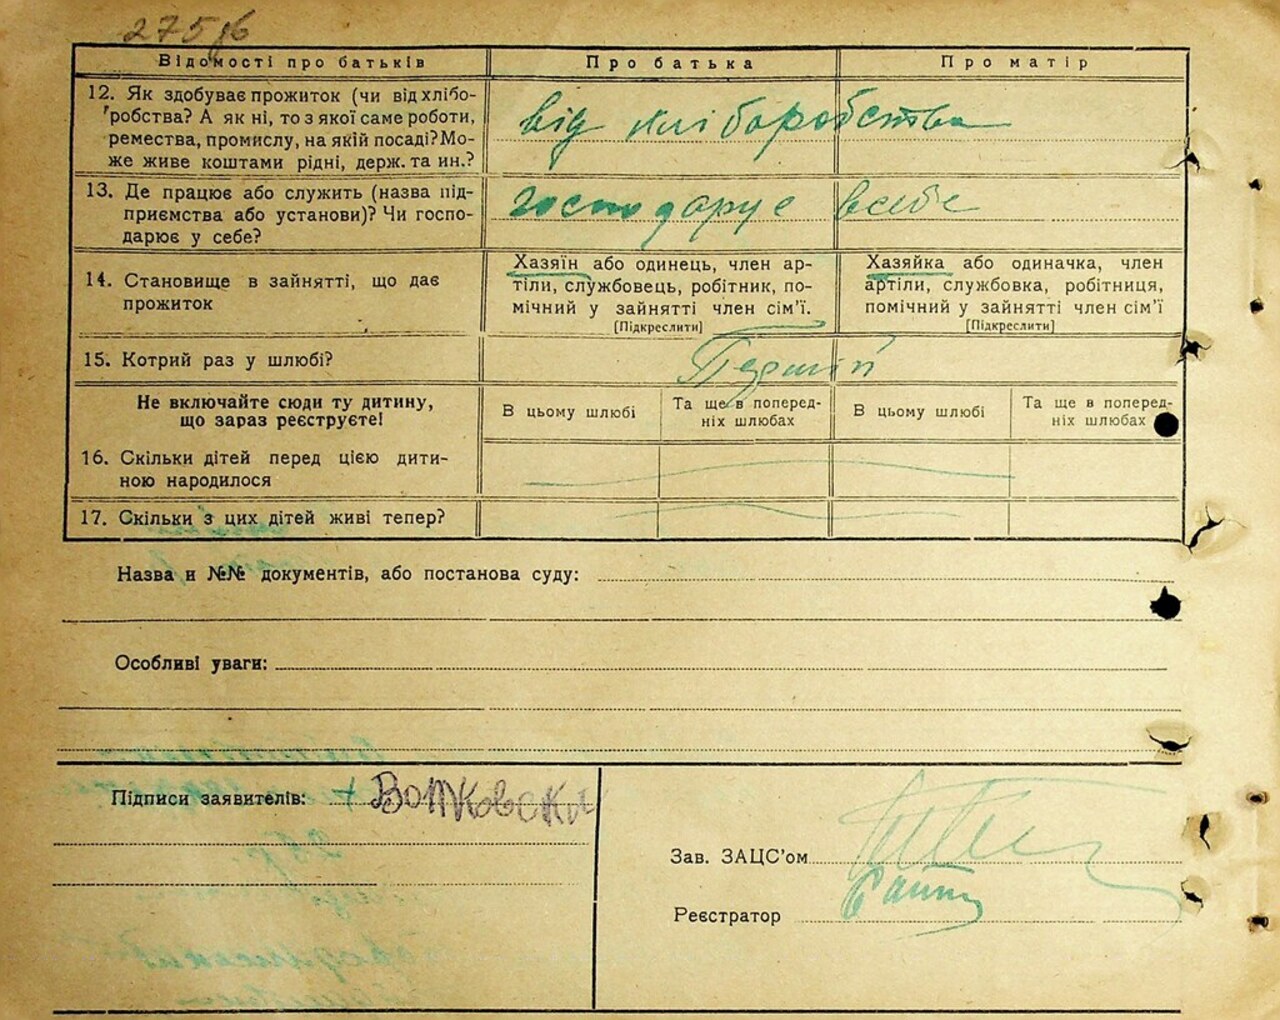 275 зб
Відомості про батьків Про батька Про матір
12. Як здобуває прожиток (чи від хлібо-
робства? А як ні, то з якої саме роботи,
ремества, промислу, на якій посаді? Мо-
же живе коштами рідні, держ. та ин.?
від хліборобства
13. Де працює або служить (назва під-
приємства або установи)? Чи госпо-
дарює у себе?
господарує в себе
14. Становище в зайнятті, що дає
прожиток
Хазяїн або одинець, член ар-
тілі, службовець, робітник, по-
мічний у зайнятті член сім'ї.
[Підкреслити]
Хазяйка або одиначка, член
артілі, службовка, робітниця,
помічний у зайнятті член сім'ї
[Підкреслити]
15. Котрий раз у шлюбі?
Перший
Не включайте сюди ту дитину,
що зараз реєструєте!
В цьому шлюбі
Та ще в поперед-
ніх шлюбах
В цьому шлюбі
Та ще в поперед-
ніх шлюбах
16. Скільки дітей перед цією дити-
ною народилося
17. Скільки з цих дітей живі тепер?
Назва и №№ документів, або постанова суду:
Особливі уваги:
Підписи заявителів: + Вотковски
Зав. ЗАЦС'ом
Реєстратор